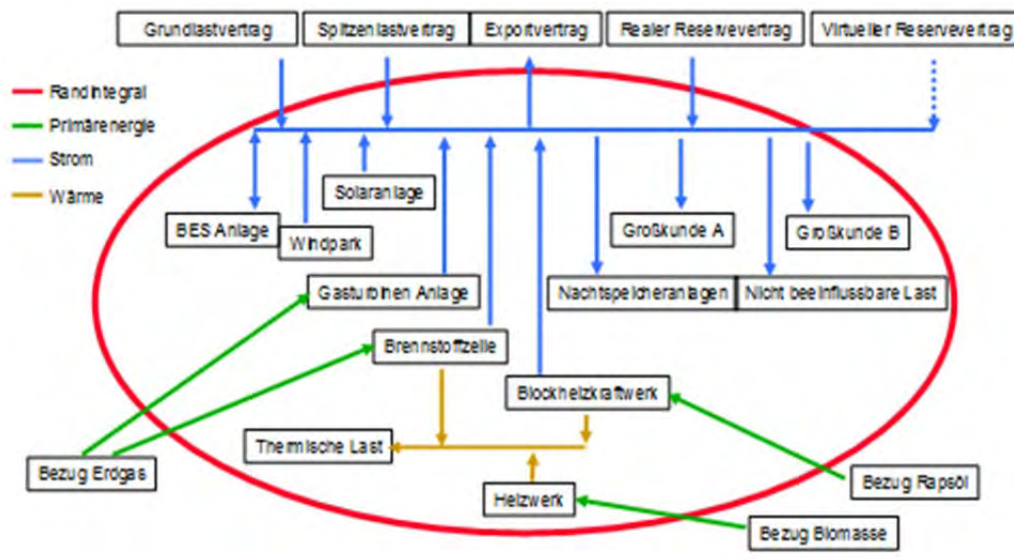 Grundlastvertrag
Spitzenlastvertrag
Exportvertrag
Realer Reservevertrag
Virtueller Reservevertrag
Randintegral
Primärenergie
Strom
Wärme
Solaranlage
BES Anlage
Windpark
Großkunde A
Großkunde B
Gasturbinen Anlage
Nachtspeicheranlagen
Nicht beeinflussbare Last
Brennstoffzelle
Blockheizkraftwerk
Thermische Last
Bezug Erdgas
Heizwerk
Bezug Rapsöl
Bezug Biomasse